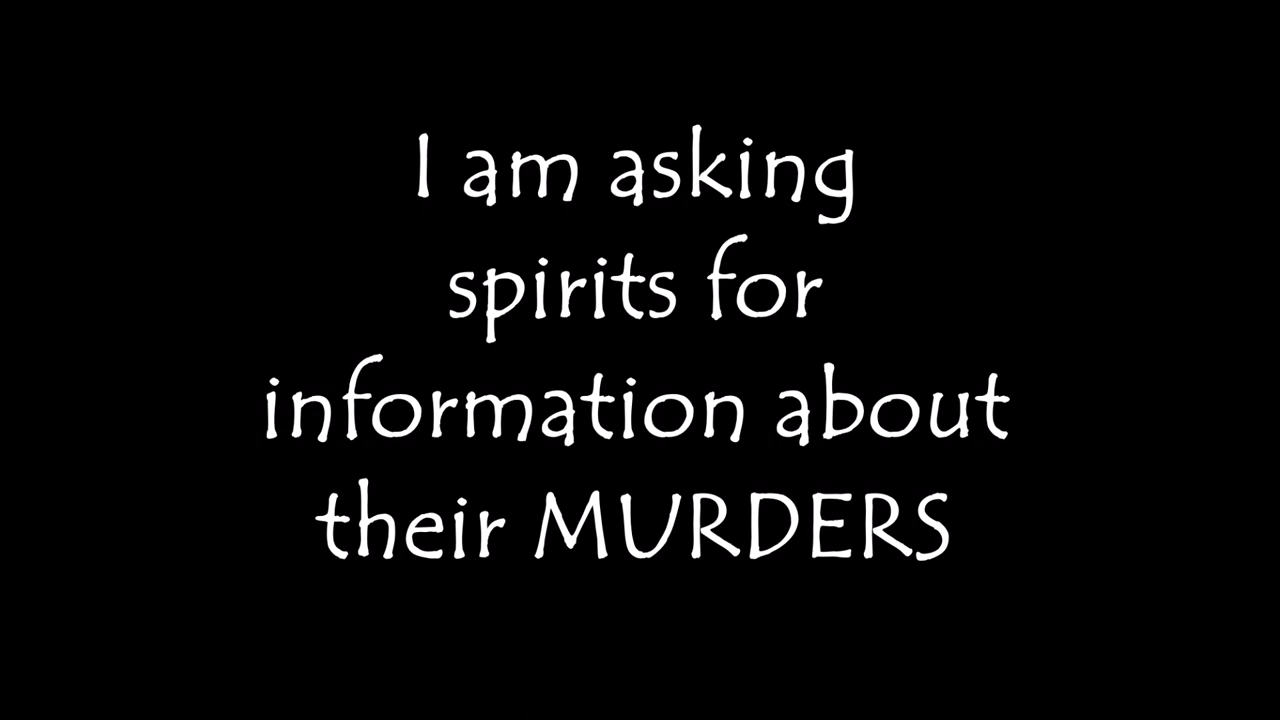 I am asking
spirits for
information about
their MURDERS